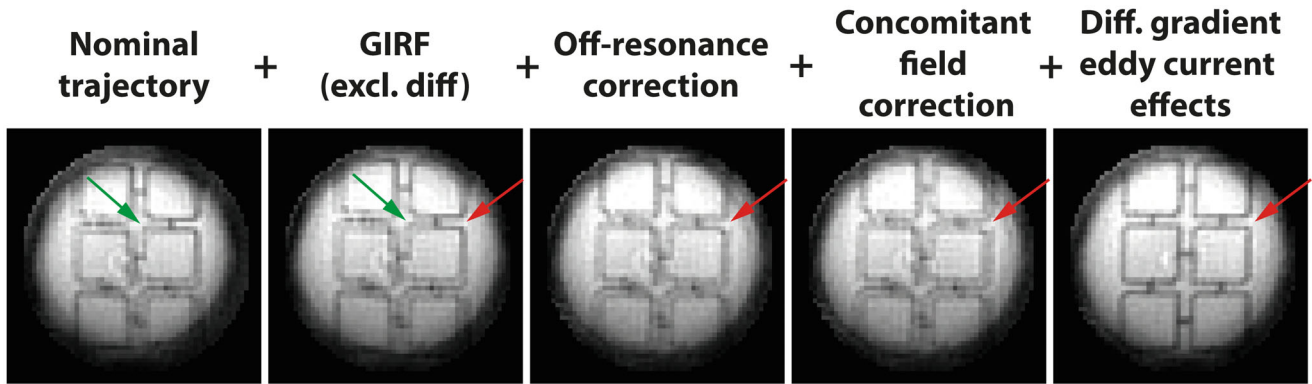 Nominal
trajectory
+
GIRF
(excl. diff)
+
Off-resonance
correction
+
Concomitant
field
correction
+
Diff. gradient
eddy current
effects